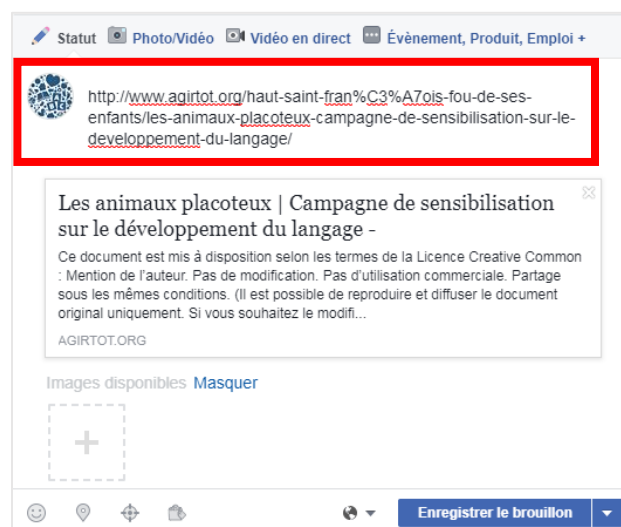 Statut Photo/Vidéo Vidéo en direct Évènement, Produit, Emploi +
http://www.agirtot.org/haut-saint-fran%C3%A7ois-fou-de-ses-
enfants/les-animaux-placoteux-campagne-de-sensibilisation-sur-le-
developpement-du-langage/
Les animaux placoteux | Campagne de sensibilisation
sur le développement du langage -
Ce document est mis à disposition selon les termes de la Licence Creative Common
: Mention de l'auteur. Pas de modification. Pas d'utilisation commerciale. Partage
sous les mêmes conditions. (Il est possible de reproduire et diffuser le document
original uniquement. Si vous souhaitez le modifi...
AGIRTOT.ORG
Images disponibles Masquer
Enregistrer le brouillon